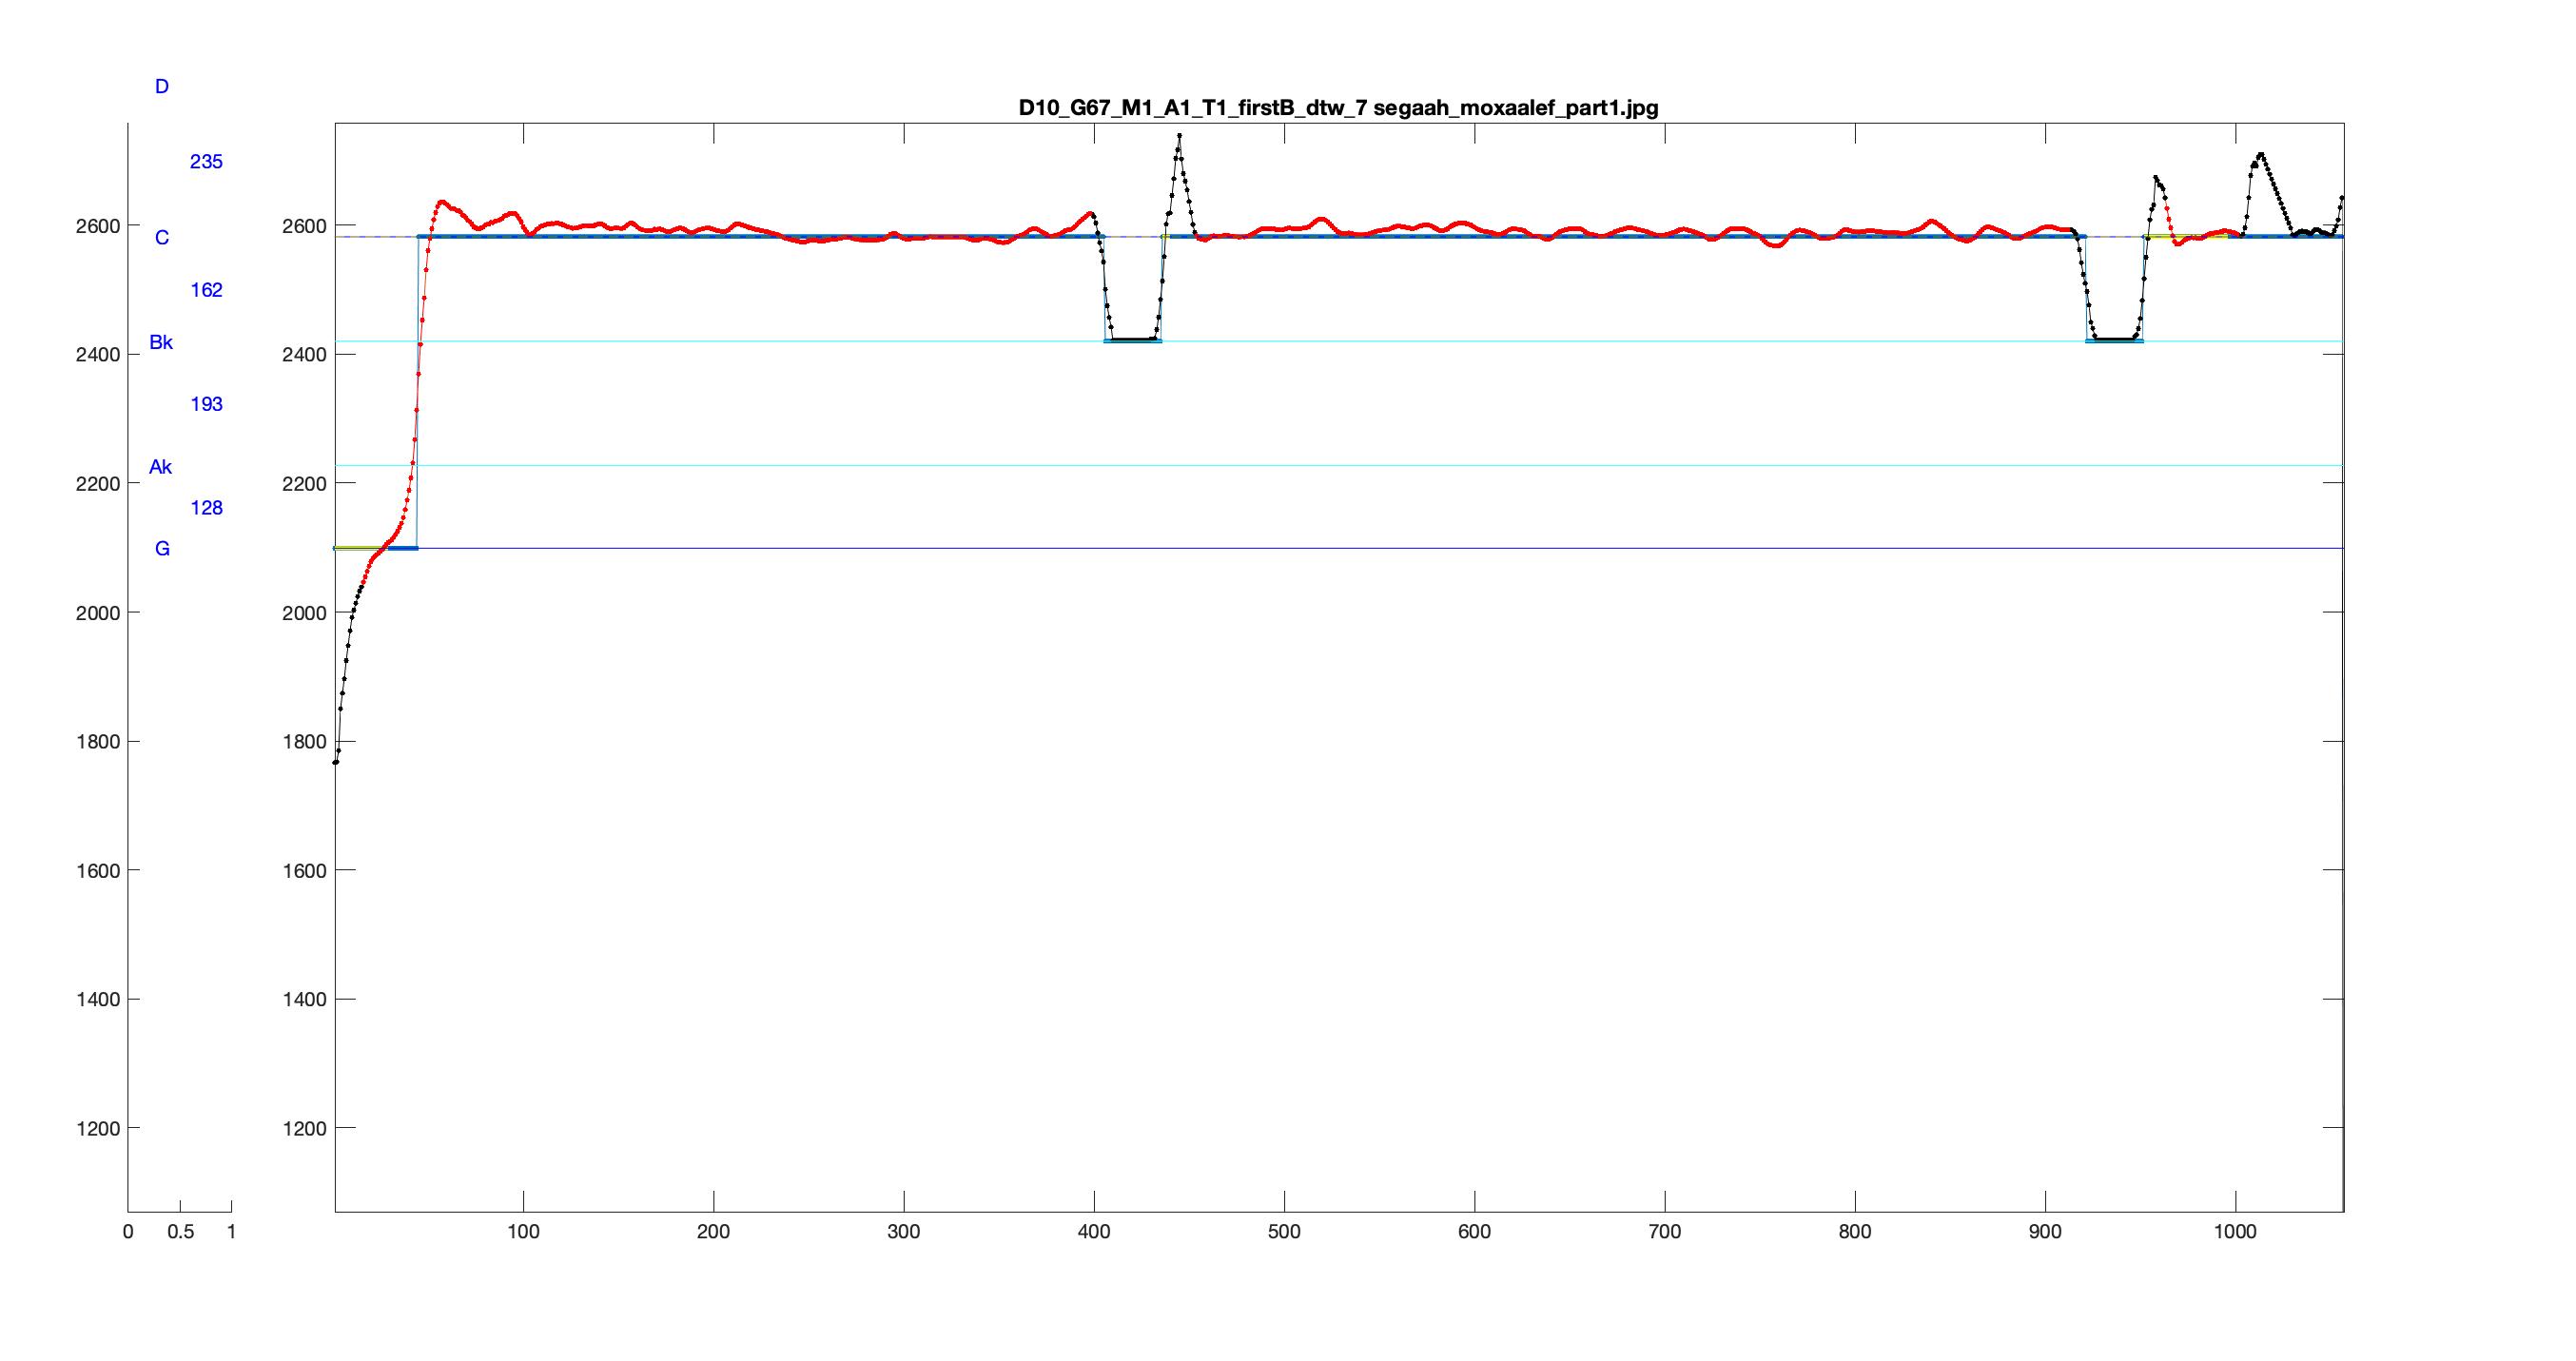 D
D10_G67_M1_A1_T1_firstB_dtw_7 segaah_moxaalef_part1.jpg
235
2600 2600
C
162
Bk
2400 2400
193
Ak
2200 2200
128
G
2000 2000
1800 1800
1600 1600
1400 1400
1200 1200
0 0.5 1 100 200 300 400 500 600 700 800 900 1000